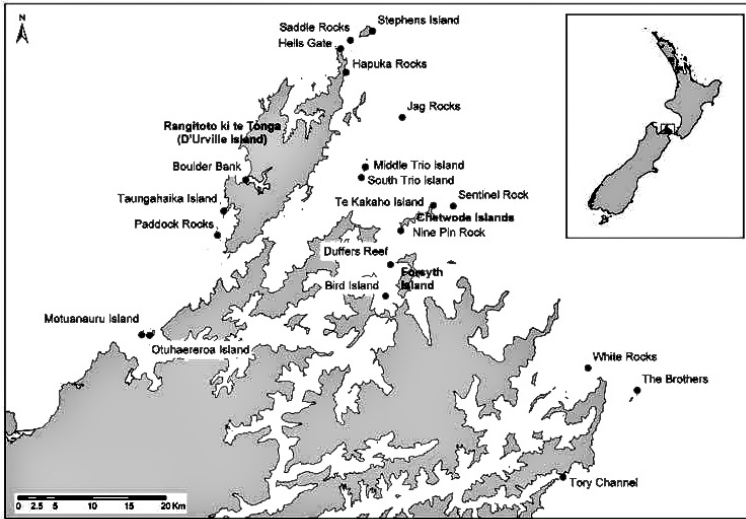 N
Stephens Island
Saddle Rocks
Hells Gate
Hapuka Rocks
Jag Rocks
Rangitoto ki te Tonga
(D'Urville Island)
Boulder Bank
Middle Trio Island
South Trio Island
Taungahaika Island
Te Kakaho Island
Sentinel Rock
Chetwode Islands
Paddock Rocks
Nine Pin Rock
Duffers Reef
Forsyth
Island
Bird Island
Motuanauru Island
Otuhaereroa Island
White Rocks
The Brothers
Tory Channel
0 2.5 5 10 15 20 Km